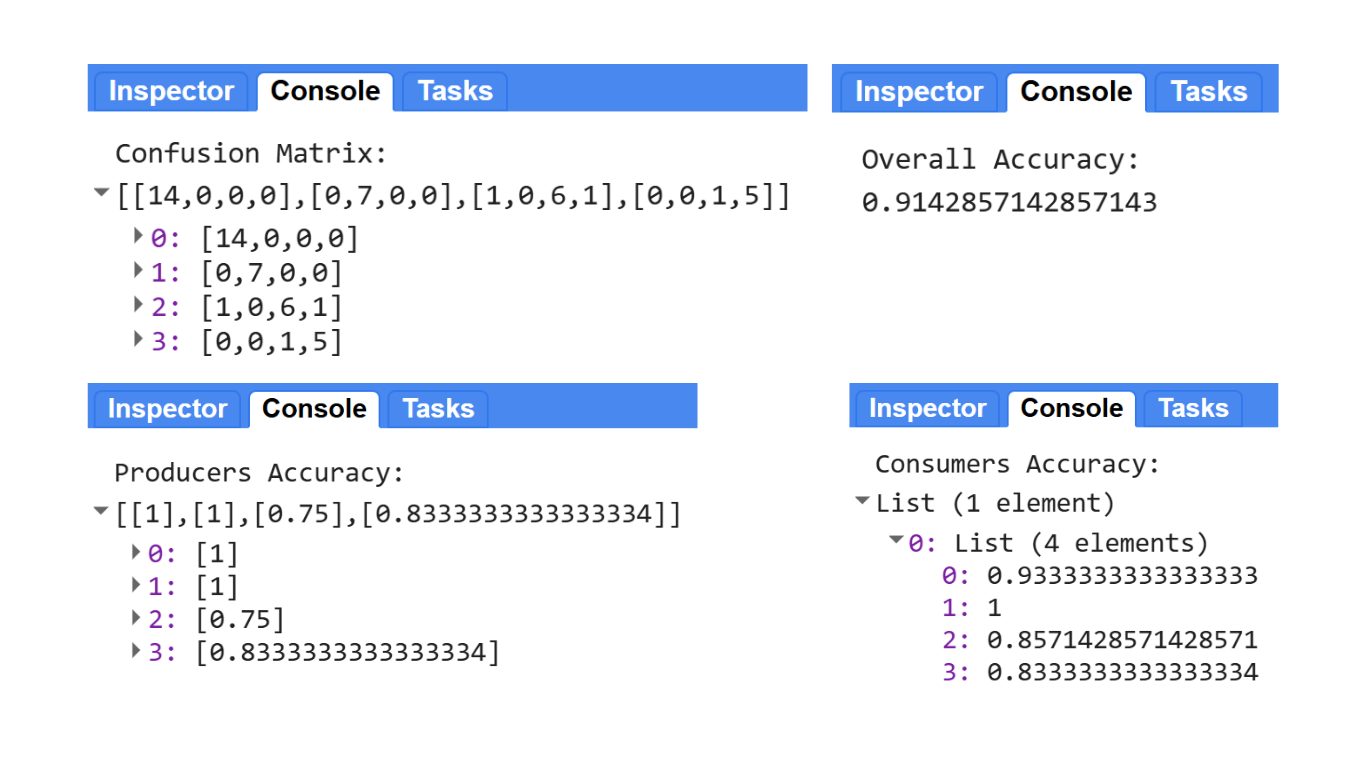 Inspector Console Tasks
Confusion Matrix:
[[14,0,0,0],[0,7,0,0],[1,0,6,1],[0,0,1,5]]
0: [14,0,0,0]
1: [0,7,0,0]
2: [1,0,6,1]
3: [0,0,1,5]
Inspector Console Tasks
Overall Accuracy:
0.9142857142857143
Inspector Console Tasks
Producers Accuracy:
[[1],[1],[0.75],[0.8333333333333334]]
0: [1]
1: [1]
2: [0.75]
3: [0.8333333333333334]
Inspector Console Tasks
Consumers Accuracy:
List (1 element)
0: List (4 elements)
0: 0.9333333333333333
1: 1
2: 0.8571428571428571
3: 0.8333333333333334